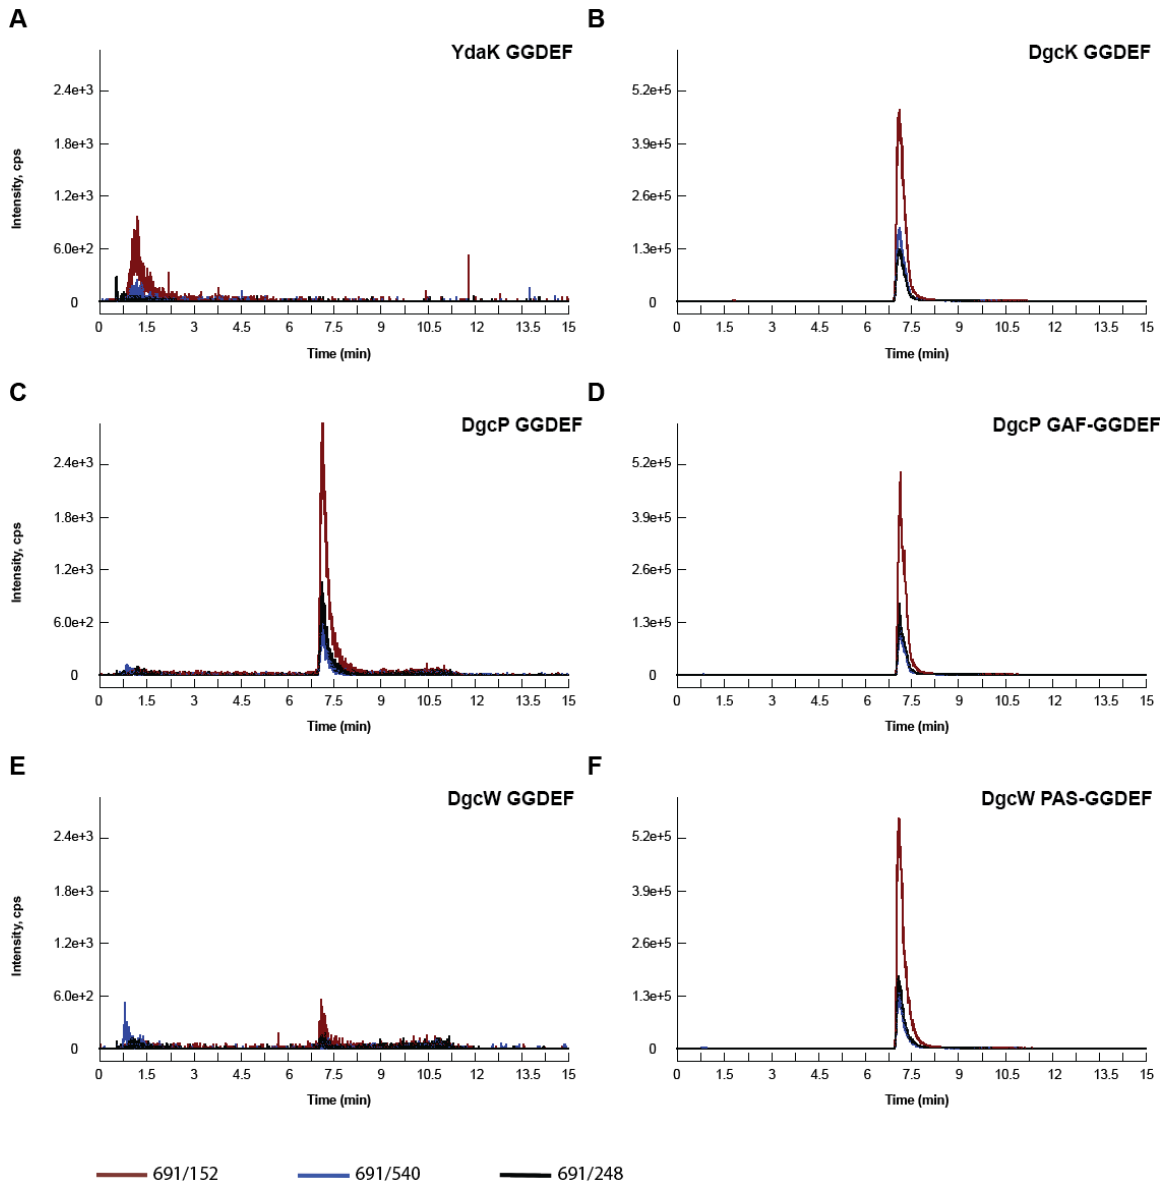 A
YdaK GGDEF
2.4e+3
1.8e+3
1.2e+3
6.0e+2
0
Intensity, cps
0 1.5 3 4.5 6 7.5 9 10.5 12 13.5 15
Time (min)
B
DgcK GGDEF
5.2e+5
3.9e+5
2.6e+5
1.3e+5
0
0 1.5 3 4.5 6 7.5 9 10.5 12 13.5 15
Time (min)
C
DgcP GGDEF
2.4e+3
1.8e+3
1.2e+3
6.0e+2
0
Intensity, cps
0 1.5 3 4.5 6 7.5 9 10.5 12 13.5 15
Time (min)
D
DgcP GAF-GGDEF
5.2e+5
3.9e+5
2.6e+5
1.3e+5
0
0 1.5 3 4.5 6 7.5 9 10.5 12 13.5 15
Time (min)
E
DgcW GGDEF
2.4e+3
1.8e+3
1.2e+3
6.0e+2
0
Intensity, cps
0 1.5 3 4.5 6 7.5 9 10.5 12 13.5 15
Time (min)
F
DgcW PAS-GGDEF
5.2e+5
3.9e+5
2.6e+5
1.3e+5
0
0 1.5 3 4.5 6 7.5 9 10.5 12 13.5 15
Time (min)
691/152 691/540 691/248